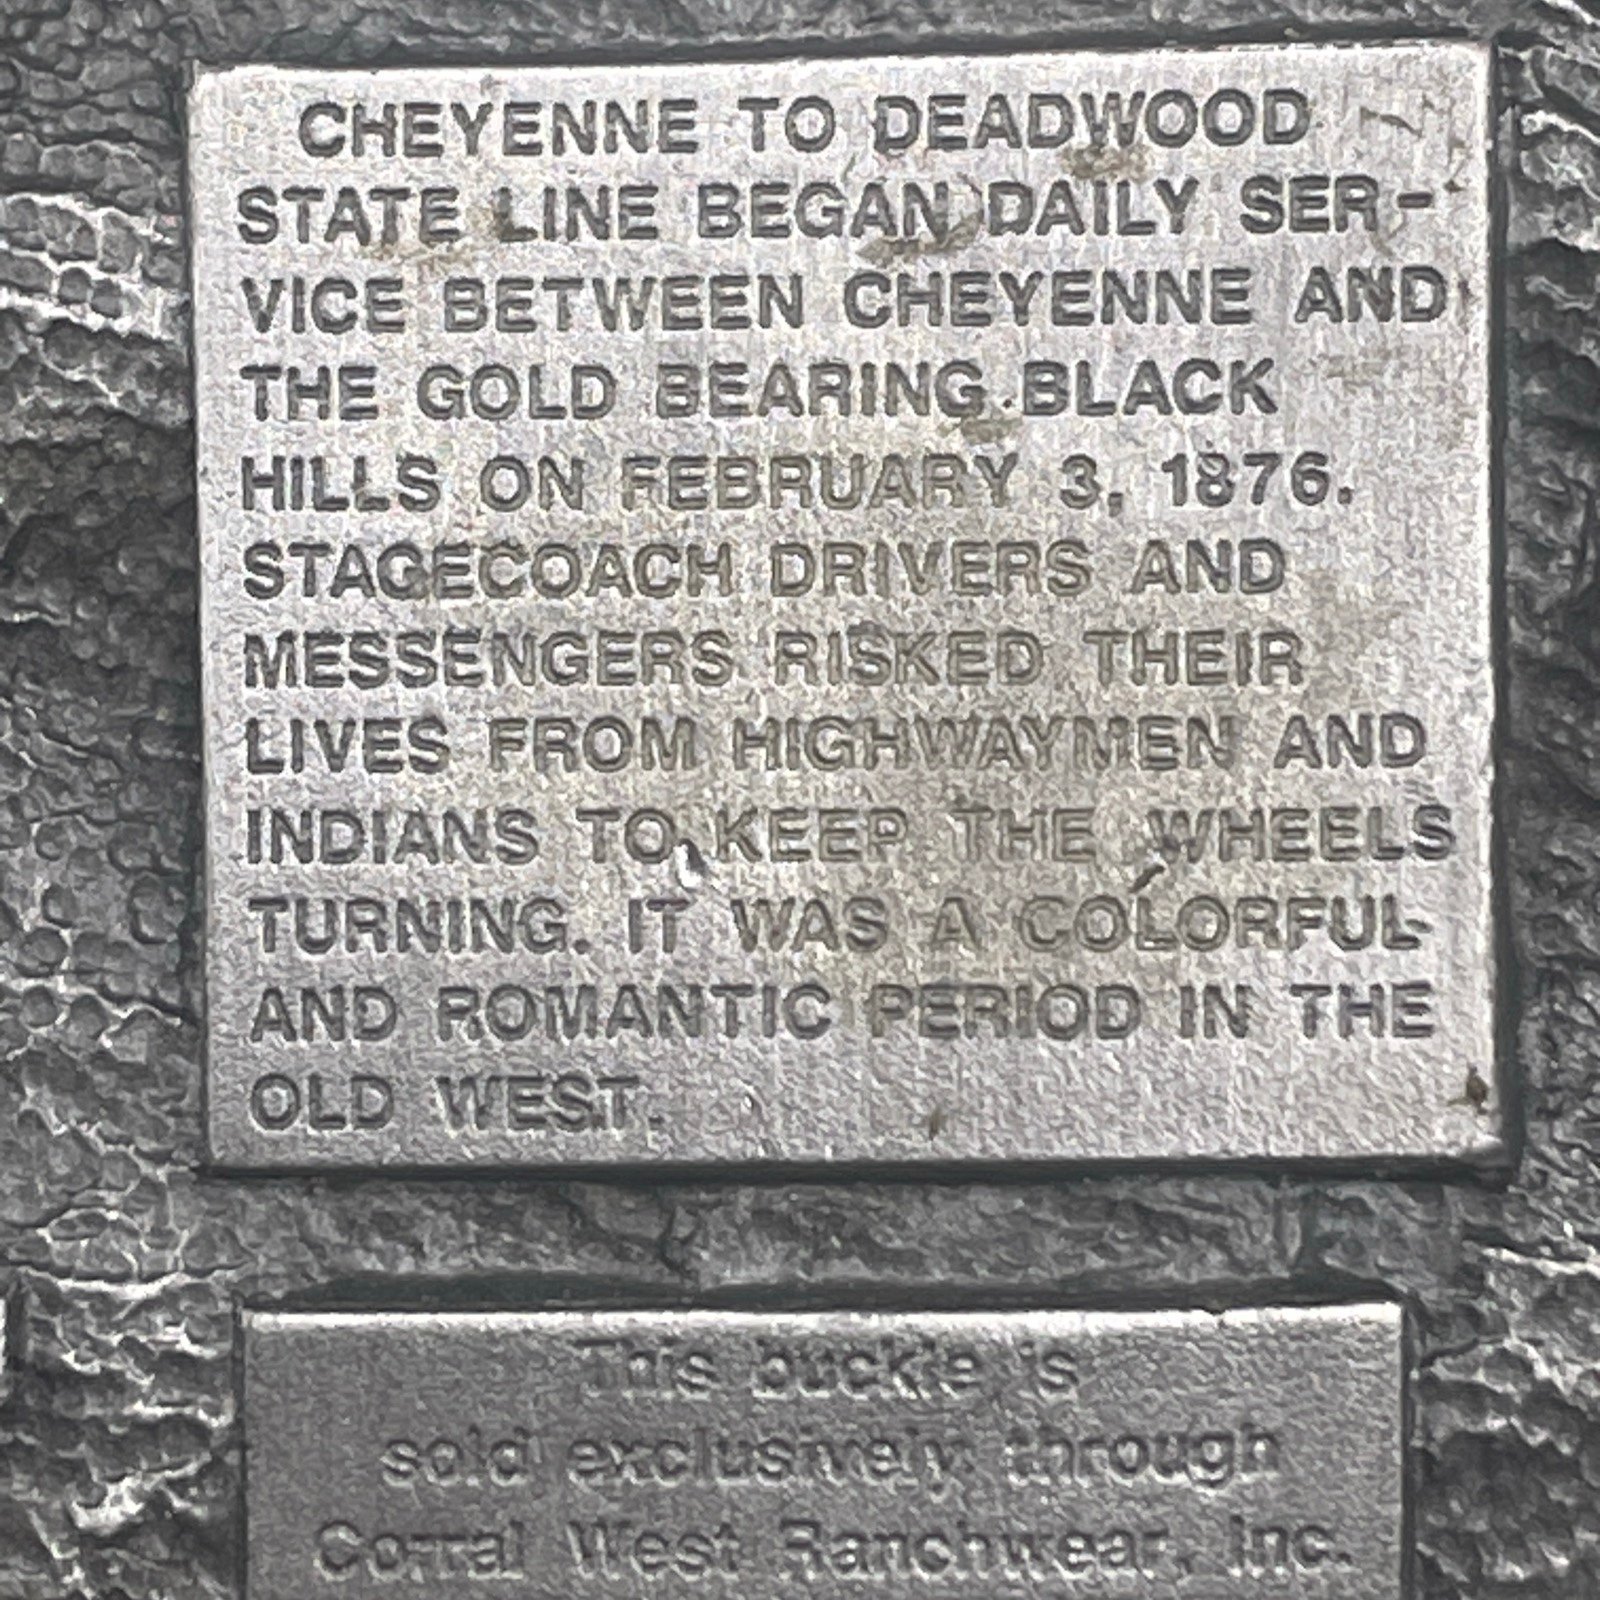 CHEYENNE TO DEADWOOD
STATE LINE BEGAN DAILY SER-
VICE BETWEEN CHEYENNE AND
THE GOLD BEARING BLACK
HILLS ON FEBRUARY 3, 1876.
STAGECOACH DRIVERS AND
MESSENGERS RISKED THEIR
LIVES FROM HIGHWAYMEN AND
INDIANS TO KEEP THE WHEELS
TURNING. IT WAS A COLORFUL
AND ROMANTIC PERIOD IN THE
OLD WEST.
This buckle is
sold exclusively through
Corral West Ranchwear, Inc.